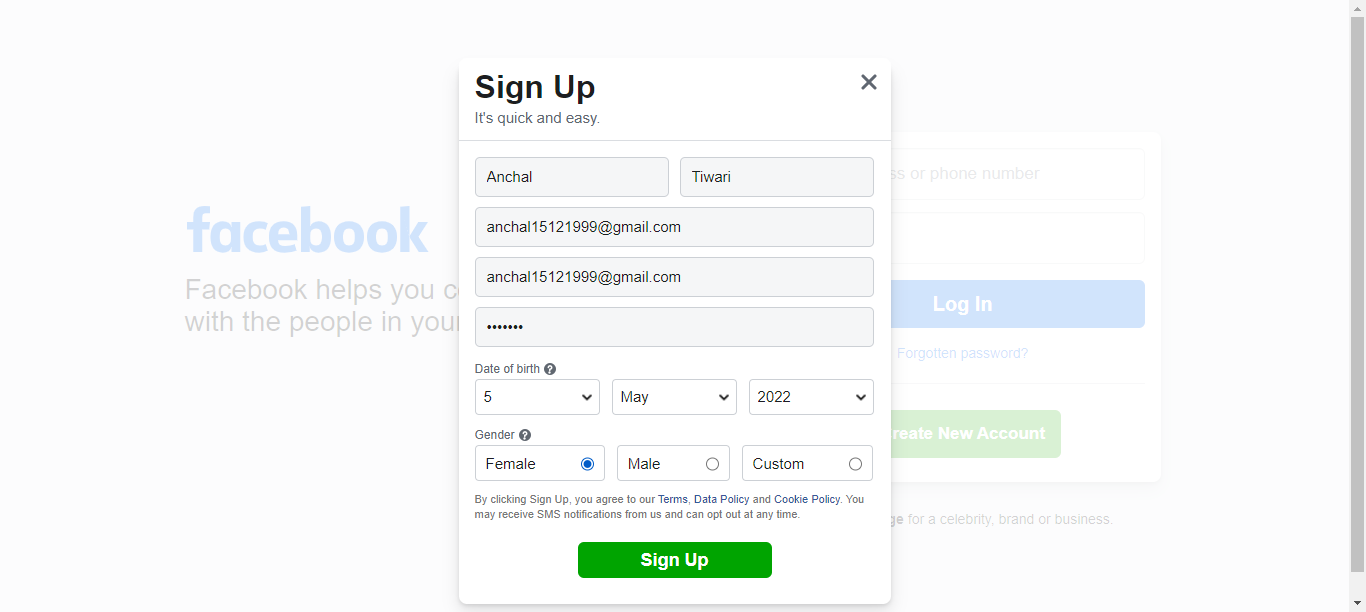 Sign Up
It's quick and easy.
Anchal Tiwari
anchal15121999@gmail.com
anchal15121999@gmail.com
•••••••
Date of birth ?
5 May 2022
Gender ?
Female Male Custom
By clicking Sign Up, you agree to our Terms, Data Policy and Cookie Policy. You
may receive SMS notifications from us and can opt out at any time.
Sign Up
facebook
Facebook helps you
with the people in your
or phone number
Log In
Forgotten password?
New Account
for a celebrity, brand or business.